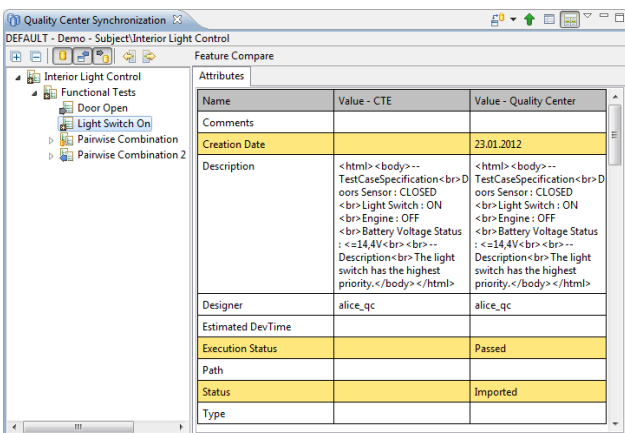 Quality Center Synchronization
DEFAULT - Demo - Subject\Interior Light Control
Feature Compare
Interior Light Control
Functional Tests
Door Open
Light Switch On
Pairwise Combination
Pairwise Combination 2
Attributes
Name Value - CTE Value - Quality Center
Comments
Creation Date 23.01.2012
Description
<html><body>-- <html><body>--
TestCaseSpecification<br>D TestCaseSpecification<br>D
oors Sensor : CLOSED oors Sensor : CLOSED
<br>Light Switch : ON <br>Light Switch : ON
<br>Engine : OFF <br>Engine : OFF
<br>Battery Voltage Status <br>Battery Voltage Status
: <=14,4V<br><br>-- : <=14,4V<br><br>--
Description<br>The light Description<br>The light
switch has the highest switch has the highest
priority.</body></html> priority.</body></html>
Designer alice_qc alice_qc
Estimated DevTime
Execution Status Passed
Path
Status Imported
Type